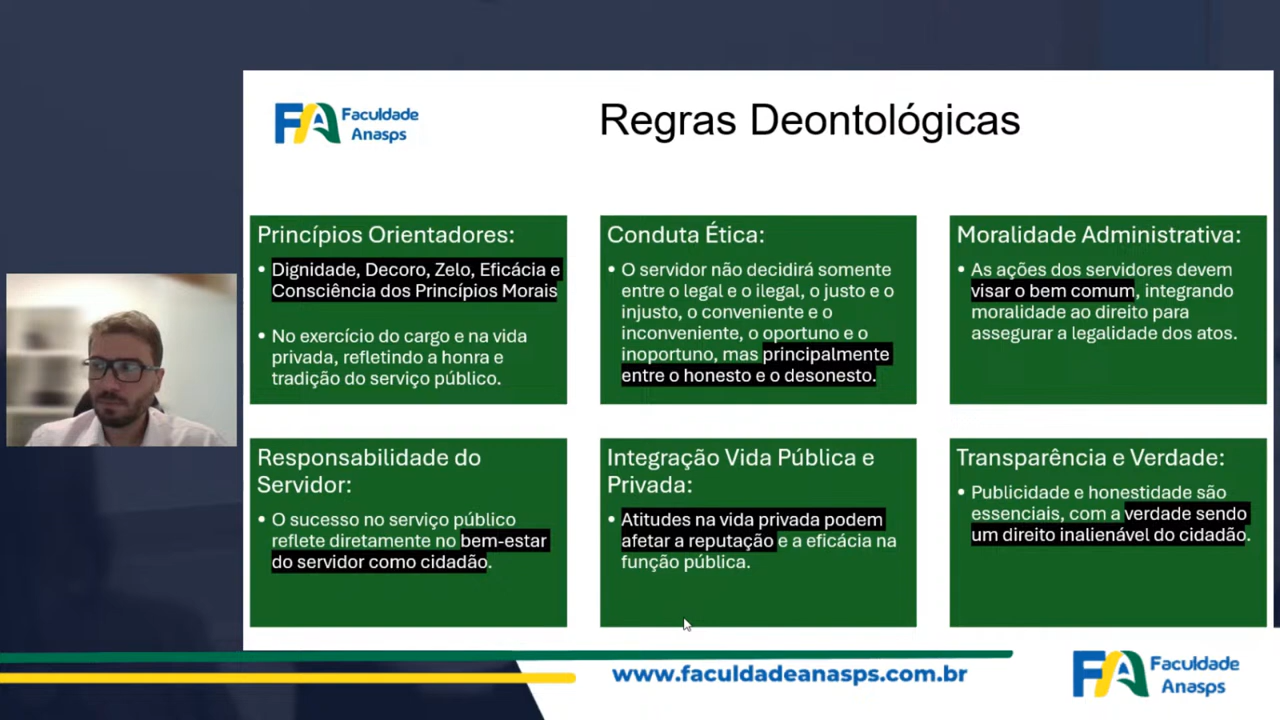 FA Faculdade
Anasps
Regras Deontológicas
Princípios Orientadores:
• Dignidade, Decoro, Zelo, Eficácia e
Consciência dos Princípios Morais
• No exercício do cargo e na vida
privada, refletindo a honra e
tradição do serviço público.
Conduta Ética:
• O servidor não decidirá somente
entre o legal e o ilegal, o justo e o
injusto, o conveniente e o
inconveniente, o oportuno e o
inoportuno, mas principalmente
entre o honesto e o desonesto.
Moralidade Administrativa:
• As ações dos servidores devem
visar o bem comum, integrando
moralidade ao direito para
assegurar a legalidade dos atos.
Responsabilidade do
Servidor:
• O sucesso no serviço público
reflete diretamente no bem-estar
do servidor como cidadão.
Integração Vida Pública e
Privada:
• Atitudes na vida privada podem
afetar a reputação e a eficácia na
função pública.
Transparência e Verdade:
• Publicidade e honestidade são
essenciais, com a verdade sendo
um direito inalienável do cidadão.
www.faculdadeanasps.com.br
FA Faculdade
Anasps